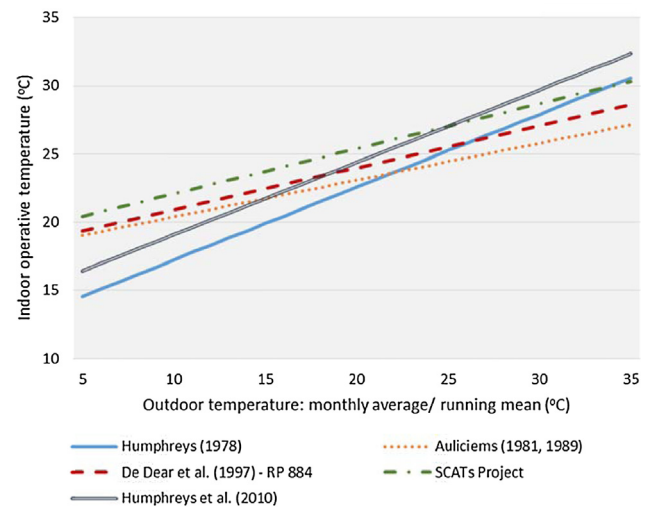 35
30
25
20
15
10
Indoor operative temperature (ºC)
5 10 15 20 25 30 35
Outdoor temperature: monthly average/ running mean (ºC)
Humphreys (1978) Auliciems (1981, 1989)
De Dear et al. (1997) - RP 884 SCATs Project
Humphreys et al. (2010)